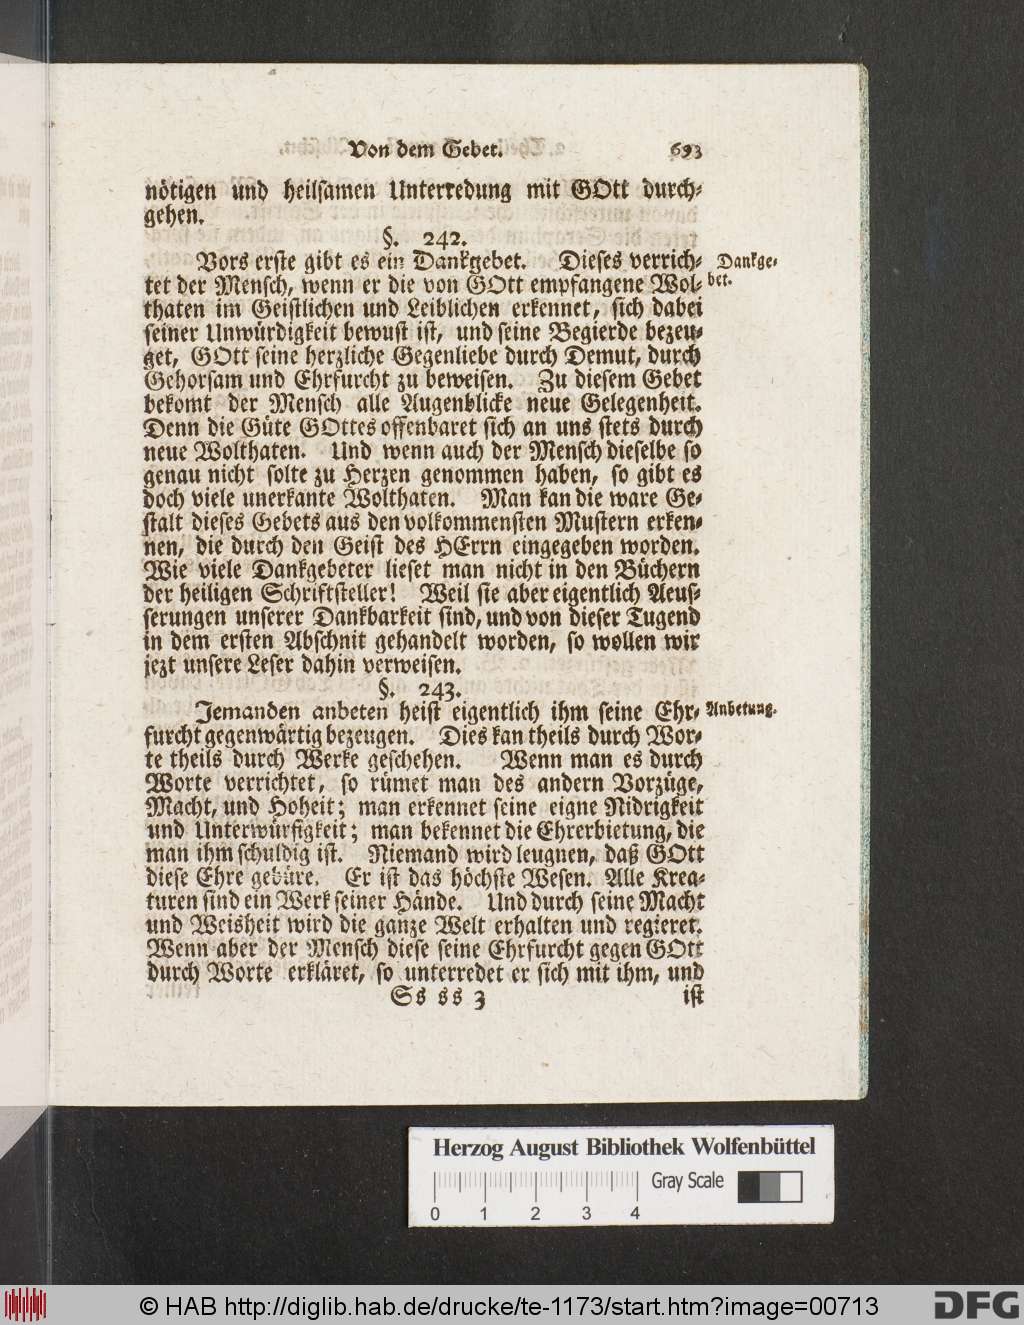 Von dem Gebet. 693
nötigen und heilsamen Unterredung mit GOtt durch-
gehen.
§. 242.
Vors erste gibt es ein Dankgebet. Dieses verrich- Dankge-
tet der Mensch, wenn er die von GOtt empfangene Wol- bet.
thaten im Geistlichen und Leiblichen erkennet, sich dabei
seiner Unwürdigkeit bewust ist, und seine Begierde bezeu-
get, GOtt seine herzliche Gegenliebe durch Demut, durch
Gehorsam und Ehrfurcht zu beweisen. Zu diesem Gebet
bekomt der Mensch alle Augenblicke neue Gelegenheit.
Denn die Güte GOttes offenbaret sich an uns stets durch
neue Wolthaten. Und wenn auch der Mensch dieselbe so
genau nicht solte zu Herzen genommen haben, so gibt es
doch viele unerkante Wolthaten. Man kan die ware Ge-
stalt dieses Gebets aus den volkommensten Mustern erken-
nen, die durch den Geist des HErrn eingegeben worden.
Wie viele Dankgebeter lieset man nicht in den Büchern
der heiligen Schriftsteller! Weil sie aber eigentlich Aeus-
serungen unserer Dankbarkeit sind, und von dieser Tugend
in dem ersten Abschnit gehandelt worden, so wollen wir
jezt unsere Leser dahin verweisen.
§. 243.
Jemanden anbeten heist eigentlich ihm seine Ehr- Anbetung.
furcht gegenwärtig bezeugen. Dies kan theils durch Wor-
te theils durch Werke geschehen. Wenn man es durch
Worte verrichtet, so rümet man des andern Vorzüge,
Macht, und Hoheit; man erkennet seine eigne Nidrigkeit
und Unterwürfigkeit; man bekennet die Ehrerbietung, die
man ihm schuldig ist. Niemand wird leugnen, daß GOtt
diese Ehre gebüre. Er ist das höchste Wesen. Alle Krea-
turen sind ein Werk seiner Hände. Und durch seine Macht
und Weisheit wird die ganze Welt erhalten und regieret.
Wenn aber der Mensch diese seine Ehrfurcht gegen GOtt
durch Worte erkläret, so unterredet er sich mit ihm, und
Ss ss 3 ist
Herzog August Bibliothek Wolfenbüttel
Gray Scale
0 1 2 3 4
© HAB http://diglib.hab.de/drucke/te-1173/start.htm?image=00713
DFG